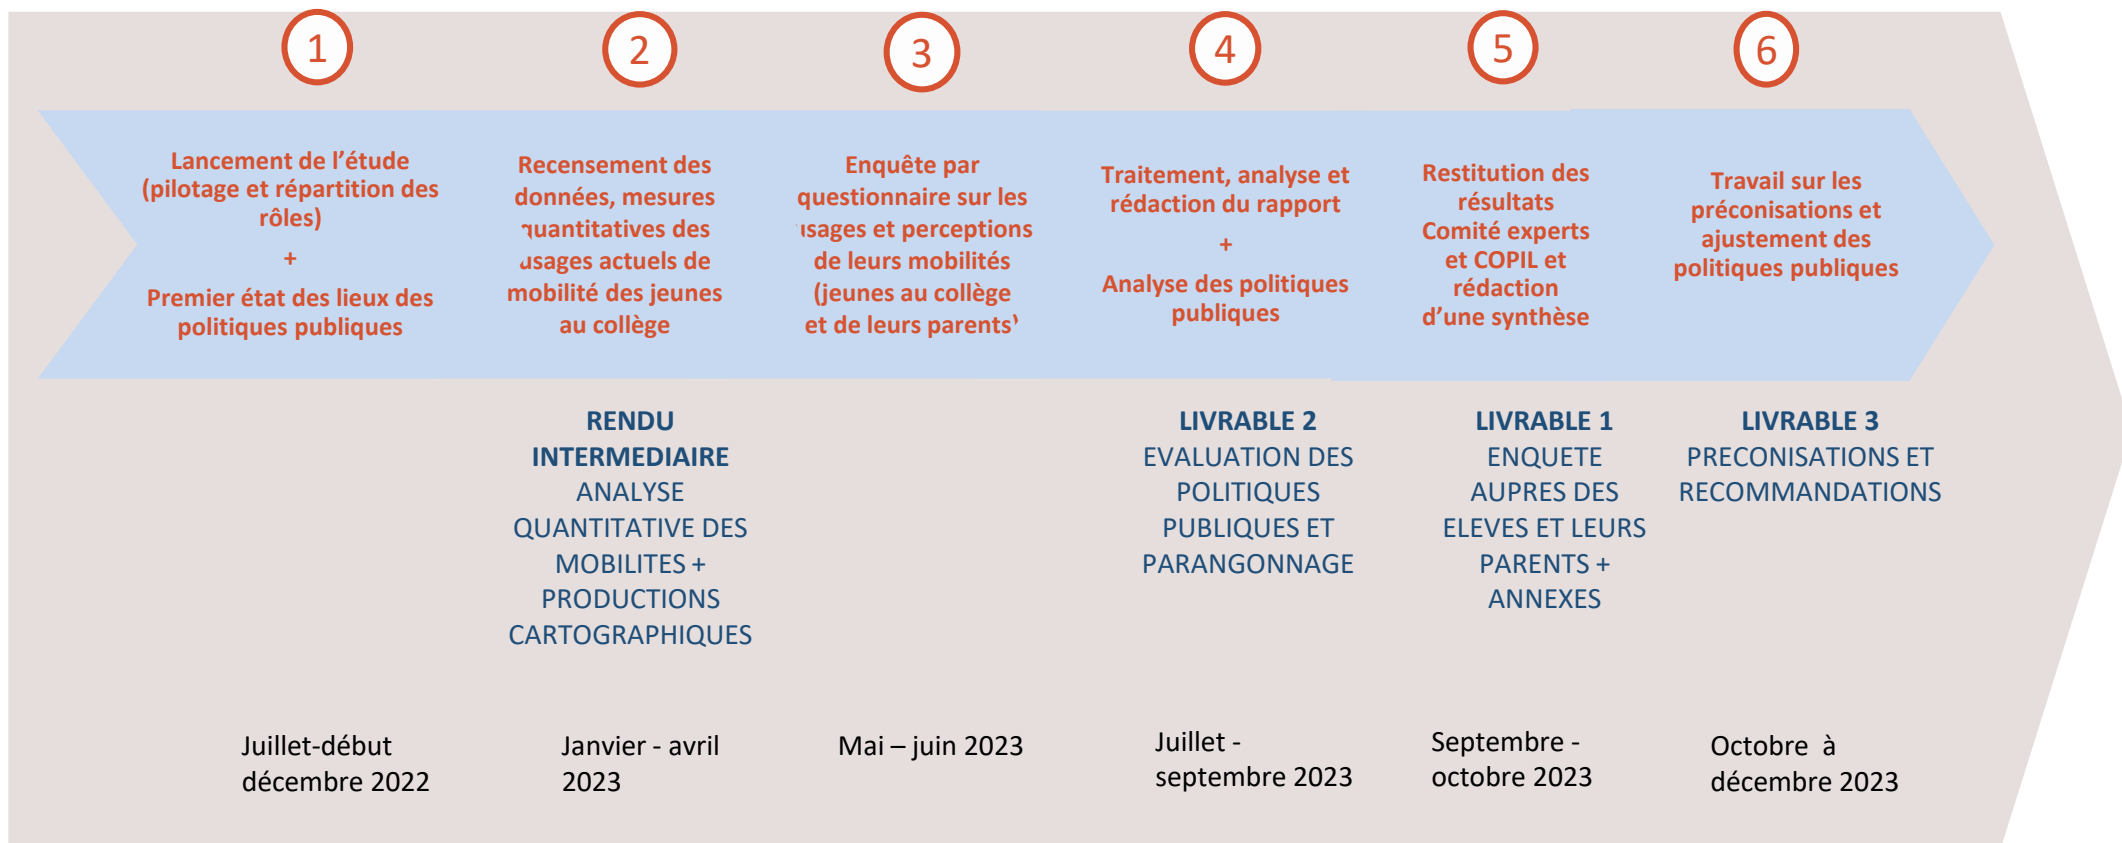 1
2
3
4
5
6
Lancement de l’étude
(pilotage et répartition des
rôles)
+
Premier état des lieux des
politiques publiques
Recensement des
données, mesures
quantitatives des
usages actuels de
mobilité des jeunes
au collège
Enquête par
questionnaire sur les
usages et perceptions
de leurs mobilités
(jeunes au collège
et de leurs parents)
Traitement, analyse et
rédaction du rapport
+
Analyse des politiques
publiques
Restitution des
résultats
Comité experts
et COPIL et
rédaction
d’une synthèse
Travail sur les
préconisations et
ajustement des
politiques publiques
RENDU
INTERMEDIAIRE
ANALYSE
QUANTITATIVE DES
MOBILITES +
PRODUCTIONS
CARTOGRAPHIQUES
LIVRABLE 2
EVALUATION DES
POLITIQUES
PUBLIQUES ET
PARANGONNAGE
LIVRABLE 1
ENQUETE
AUPRES DES
ELEVES ET LEURS
PARENTS +
ANNEXES
LIVRABLE 3
PRECONISATIONS ET
RECOMMANDATIONS
Juillet-début
décembre 2022
Janvier - avril
2023
Mai – juin 2023
Juillet -
septembre 2023
Septembre -
octobre 2023
Octobre à
décembre 2023